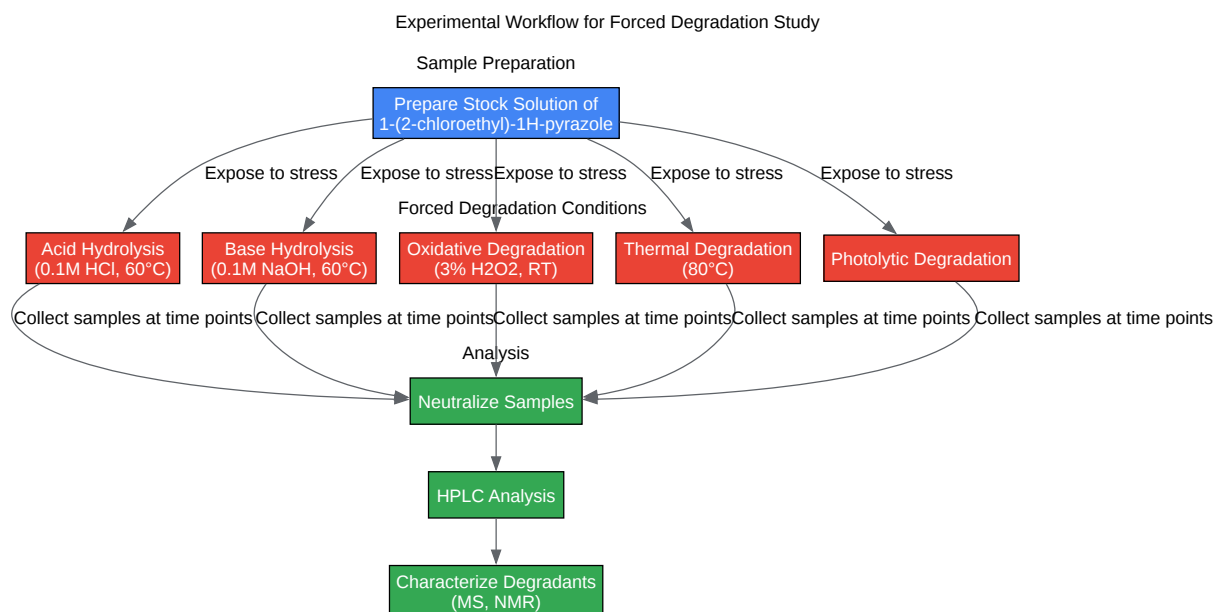 Experimental Workflow for Forced Degradation Study
Sample Preparation
Prepare Stock Solution of
1-(2-chloroethyl)-1H-pyrazole
Expose to stress
Expose to stress
Expose to stress
Expose to stress
Expose to stress
Forced Degradation Conditions
Acid Hydrolysis
(0.1M HCl, 60°C)
Base Hydrolysis
(0.1M NaOH, 60°C)
Oxidative Degradation
(3% H2O2, RT)
Thermal Degradation
(80°C)
Photolytic Degradation
Collect samples at time points
Collect samples at time points
Collect samples at time points
Collect samples at time points
Collect samples at time points
Analysis
Neutralize Samples
HPLC Analysis
Characterize Degradants
(MS, NMR)